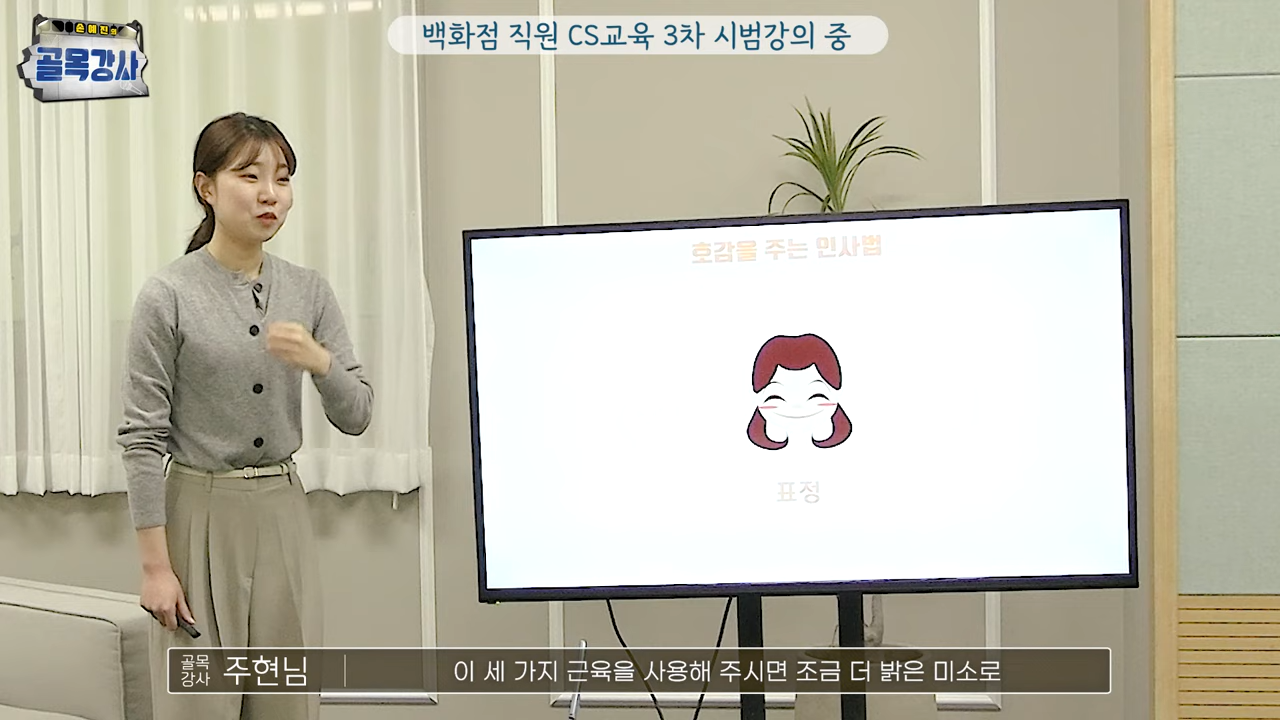 손혜진의
골목강사
백화점 직원 CS교육 3차 시범강의 중
호감을 주는 인사법
표정
골목
강사
주현님
이 세 가지 근육을 사용해 주시면 조금 더 밝은 미소로